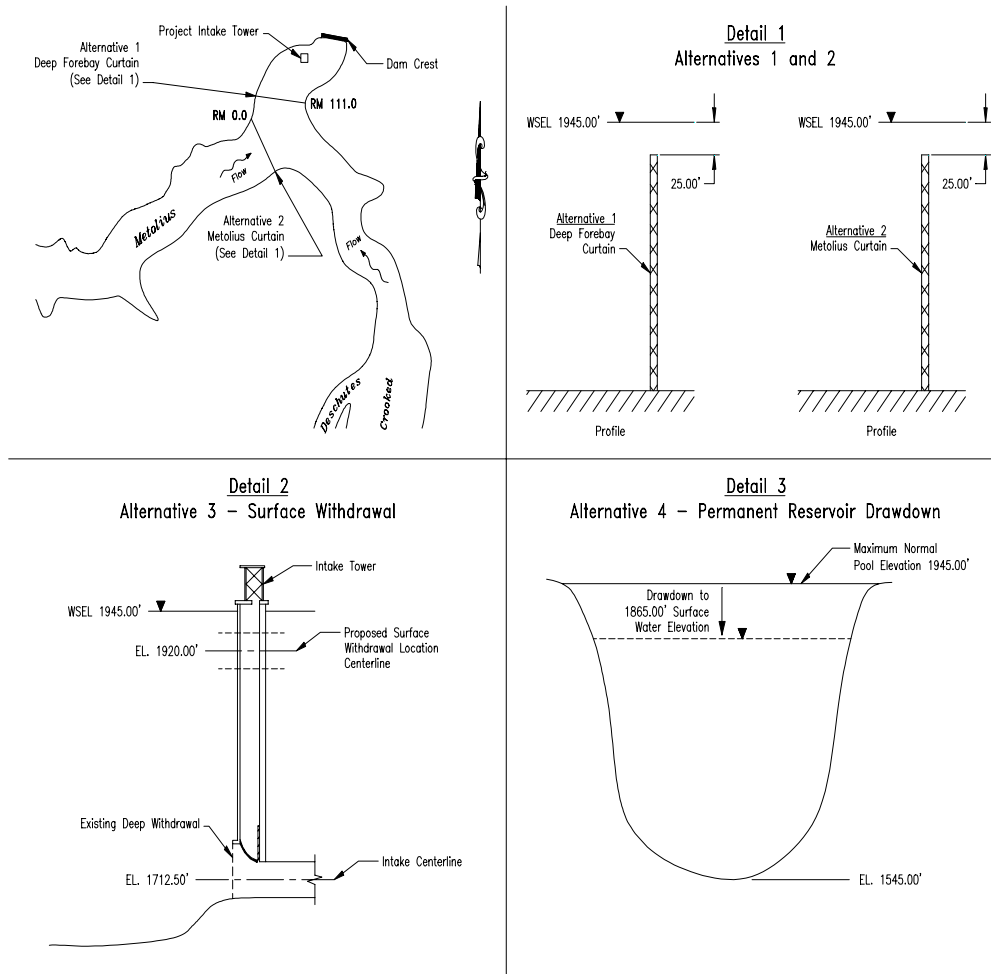 Project Intake Tower
Alternative 1
Deep Forebay Curtain
(See Detail 1)
Dam Crest
RM 0.0
RM 111.0
Flow
Metolius
Alternative 2
Metolius Curtain
(See Detail 1)
Flow
Deschutes
Crooked
Detail 1
Alternatives 1 and 2
WSEL 1945.00'
25.00'
Alternative 1
Deep Forebay
Curtain
Profile
WSEL 1945.00'
25.00'
Alternative 2
Metolius Curtain
Profile
Detail 2
Alternative 3 - Surface Withdrawal
Intake Tower
WSEL 1945.00'
Proposed Surface
Withdrawal Location
Centerline
EL. 1920.00'
Existing Deep Withdrawal
Intake Centerline
EL. 1712.50'
Detail 3
Alternative 4 - Permanent Reservoir Drawdown
Maximum Normal
Pool Elevation 1945.00'
Drawdown to
1865.00' Surface
Water Elevation
EL. 1545.00'